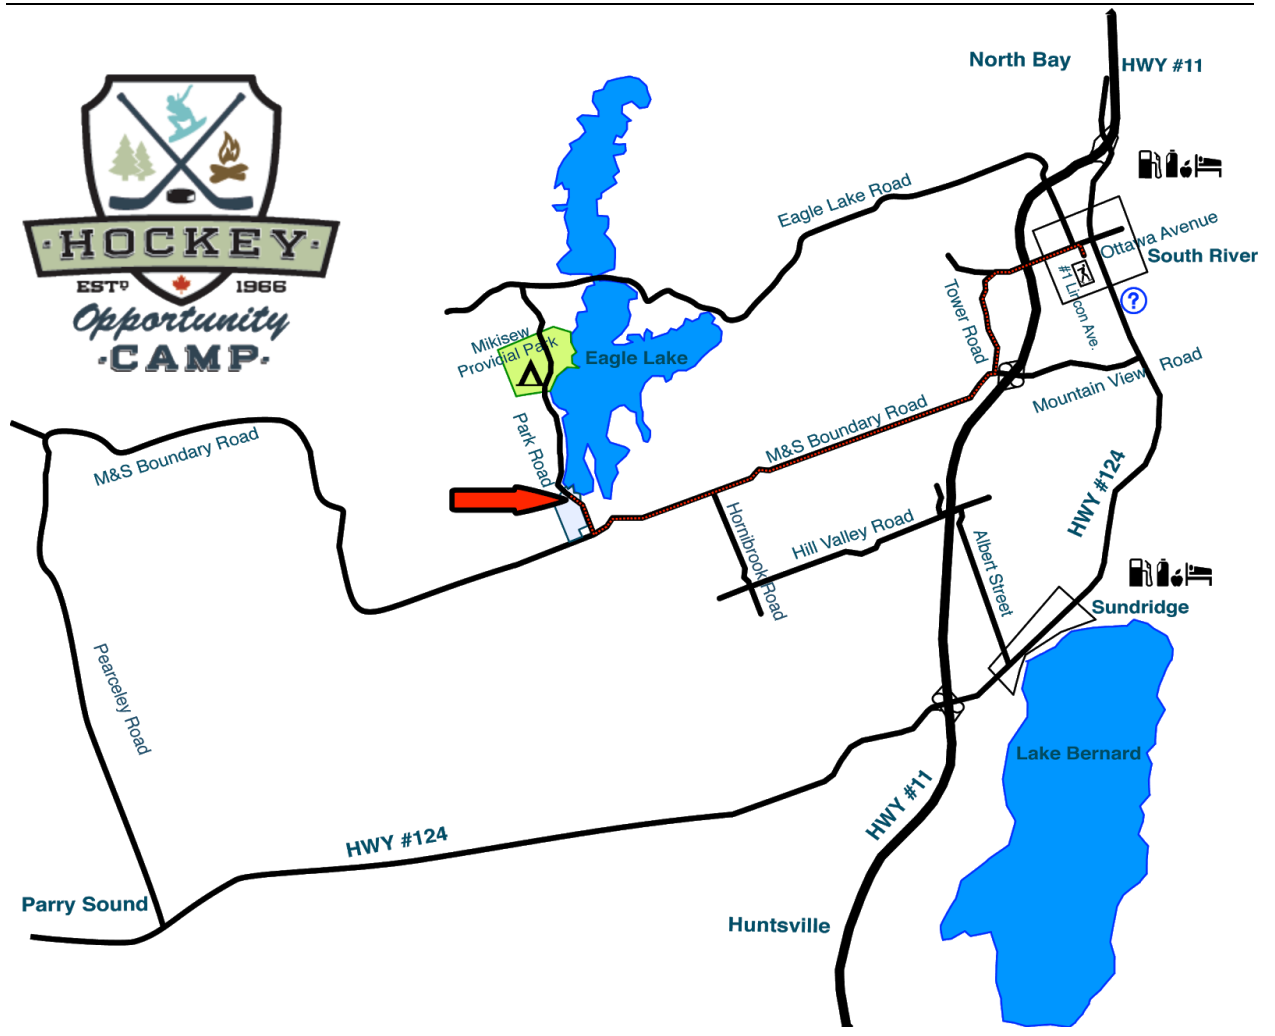 North Bay
HWY #11
HOCKEY
ESTD 1966
Opportunity
CAMP
Eagle Lake Road
Ottawa Avenue
South River
#1 Lincon Ave.
?
Tower Road
Mikisew
Provicial Park
Eagle Lake
Mountain View Road
Park Road
M&S Boundary Road
M&S Boundary Road
HWY #124
Hornibrook Road
Hill Valley Road
Albert Street
Sundridge
Pearceley Road
Lake Bernard
HWY #11
HWY #124
Parry Sound
Huntsville